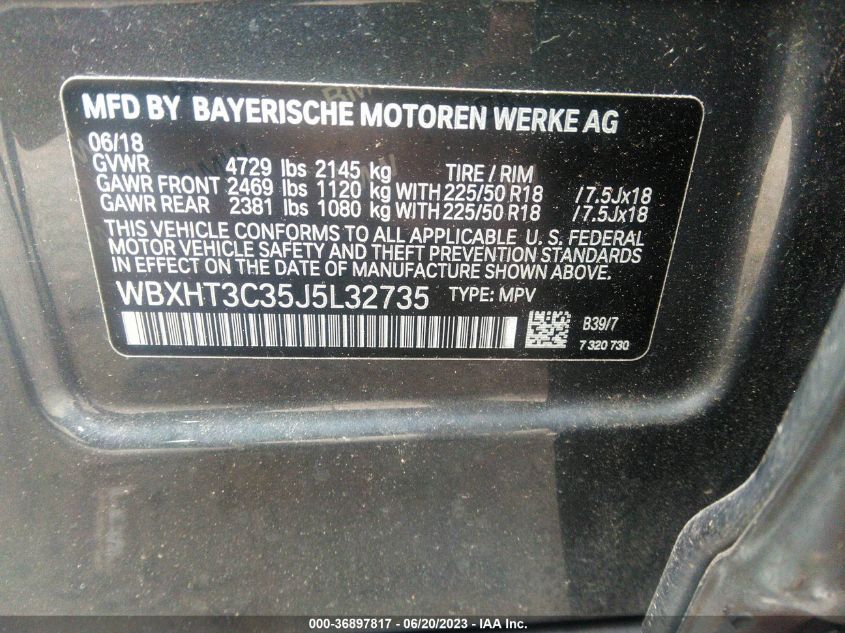 MFD BY BAYERISCHE MOTOREN WERKE AG
06/18
GVWR 4729 lbs 2145 kg TIRE / RIM
GAWR FRONT 2469 lbs 1120 kg WITH 225/50 R18 / 7.5Jx18
GAWR REAR 2381 lbs 1080 kg WITH 225/50 R18 / 7.5Jx18
THIS VEHICLE CONFORMS TO ALL APPLICABLE U. S. FEDERAL
MOTOR VEHICLE SAFETY AND THEFT PREVENTION STANDARDS
IN EFFECT ON THE DATE OF MANUFACTURE SHOWN ABOVE.
WBXHT3C35J5L32735 TYPE: MPV
B39/7
7 320 730
000-36897817 - 06/20/2023 - IAA Inc.